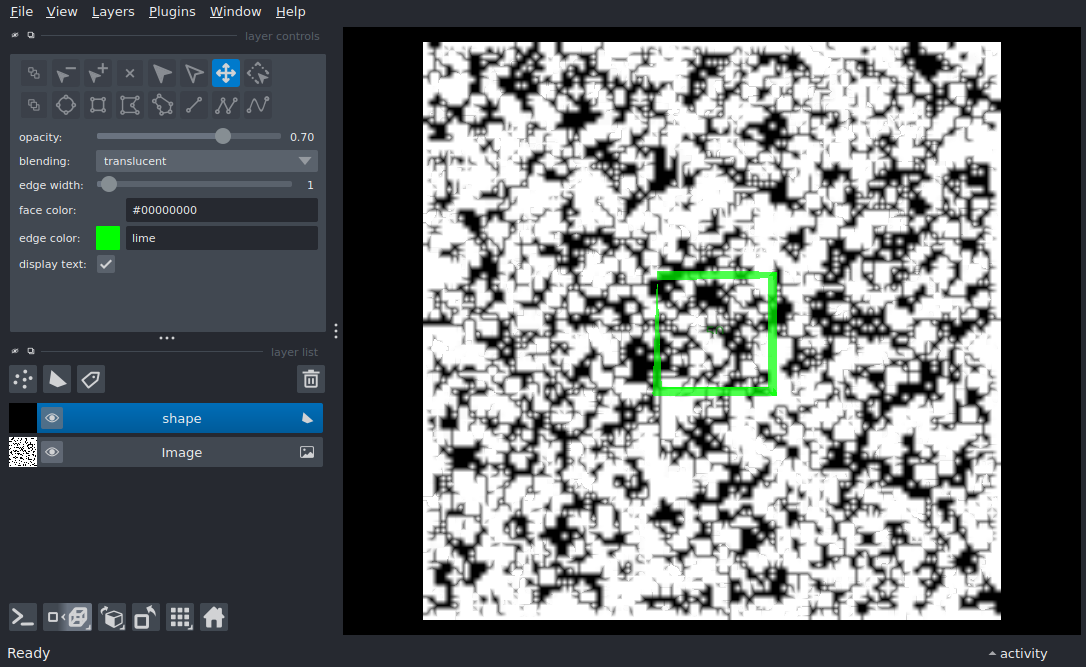 File View Layers Plugins Window Help
layer controls
opacity: 0.70
blending: translucent
edge width: 1
face color: #00000000
edge color: lime
display text:
layer list
shape
Image
Ready activity